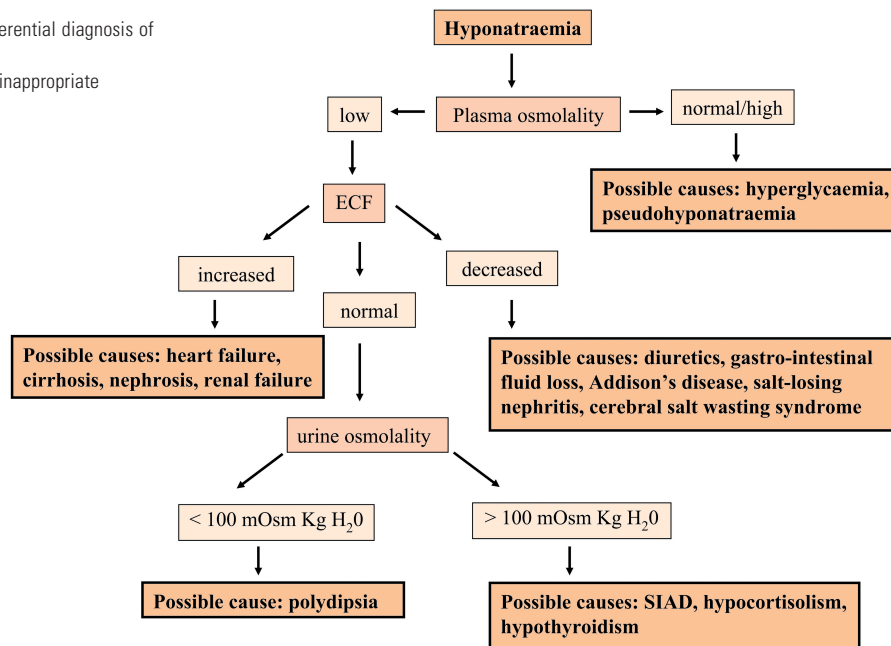 erential diagnosis of
inappropriate
Hyponatraemia
low
Plasma osmolality
normal/high
Possible causes: hyperglycaemia,
pseudohyponatraemia
ECF
increased
decreased
normal
Possible causes: heart failure,
cirrhosis, nephrosis, renal failure
Possible causes: diuretics, gastro-intestinal
fluid loss, Addison’s disease, salt-losing
nephritis, cerebral salt wasting syndrome
urine osmolality
< 100 mOsm Kg H₂0
> 100 mOsm Kg H₂0
Possible cause: polydipsia
Possible causes: SIAD, hypocortisolism,
hypothyroidism